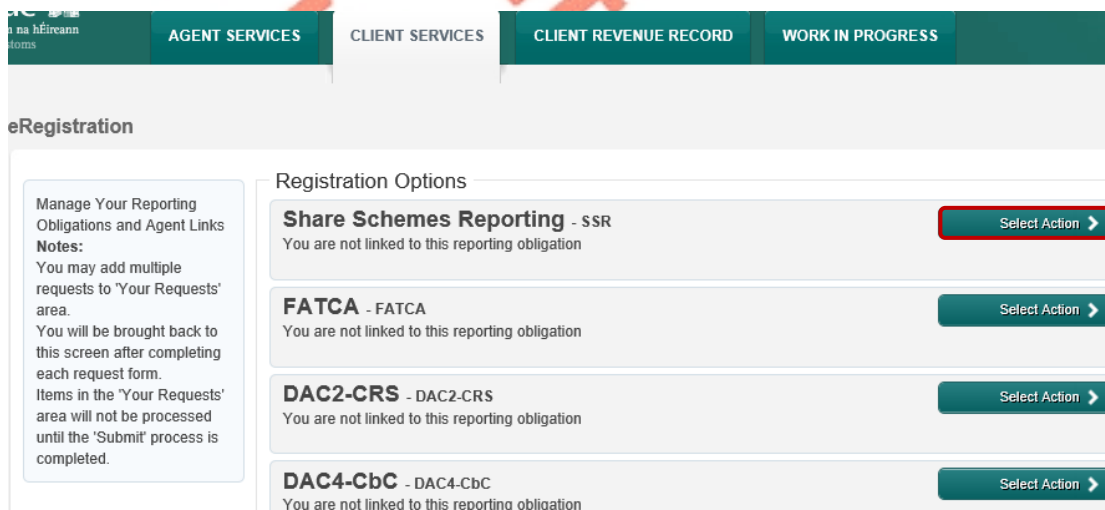 n na hÉireann
stoms
AGENT SERVICES
CLIENT SERVICES
CLIENT REVENUE RECORD
WORK IN PROGRESS
eRegistration
Manage Your Reporting
Obligations and Agent Links
Notes:
You may add multiple
requests to 'Your Requests'
area.
You will be brought back to
this screen after completing
each request form.
Items in the 'Your Requests'
area will not be processed
until the 'Submit' process is
completed.
Registration Options
Share Schemes Reporting - SSR
You are not linked to this reporting obligation
Select Action
FATCA - FATCA
You are not linked to this reporting obligation
Select Action
DAC2-CRS - DAC2-CRS
You are not linked to this reporting obligation
Select Action
DAC4-CbC - DAC4-CbC
You are not linked to this reporting obligation
Select Action